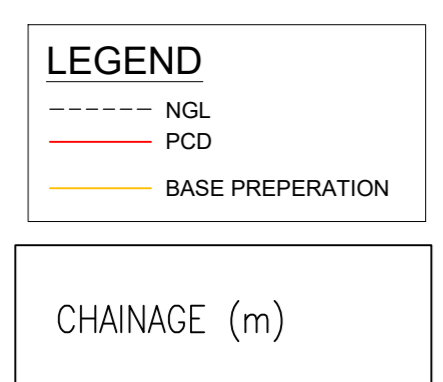 LEGEND
NGL
PCD
BASE PREPERATION
CHAINAGE (m)